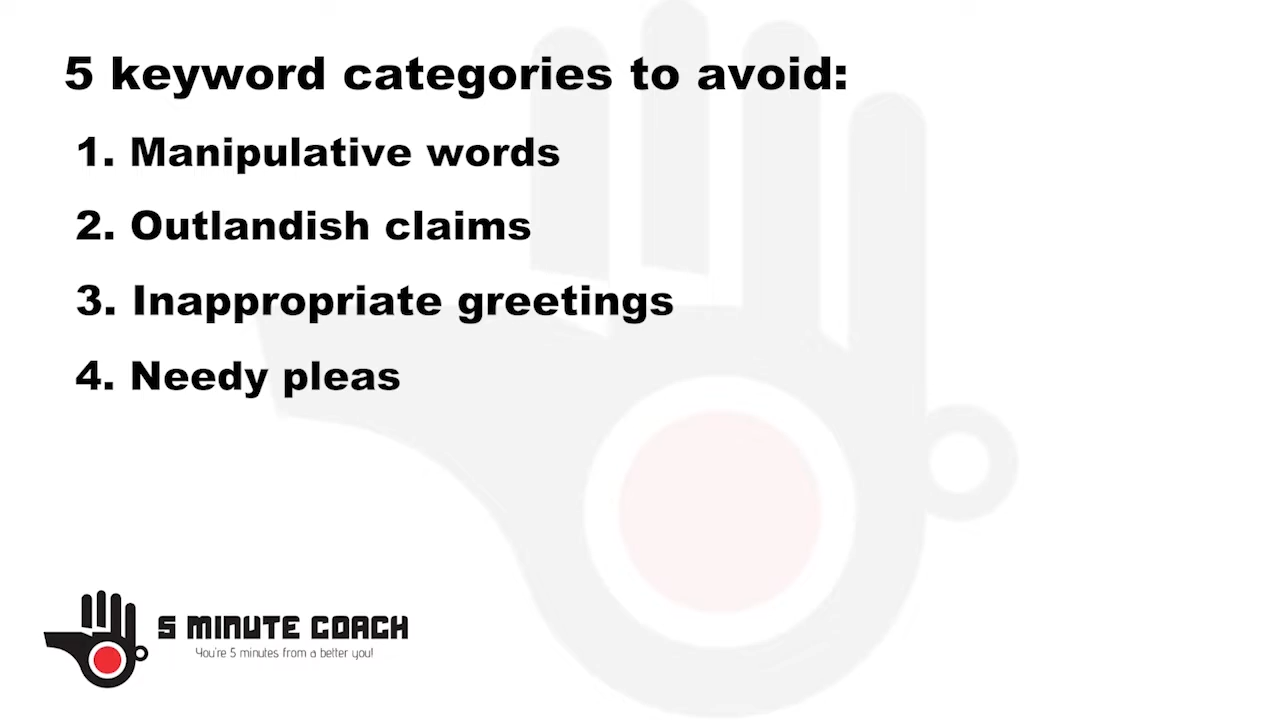 5 keyword categories to avoid:
1. Manipulative words
2. Outlandish claims
3. Inappropriate greetings
4. Needy pleas
5 MINUTE COACH
You're 5 minutes from a better you!